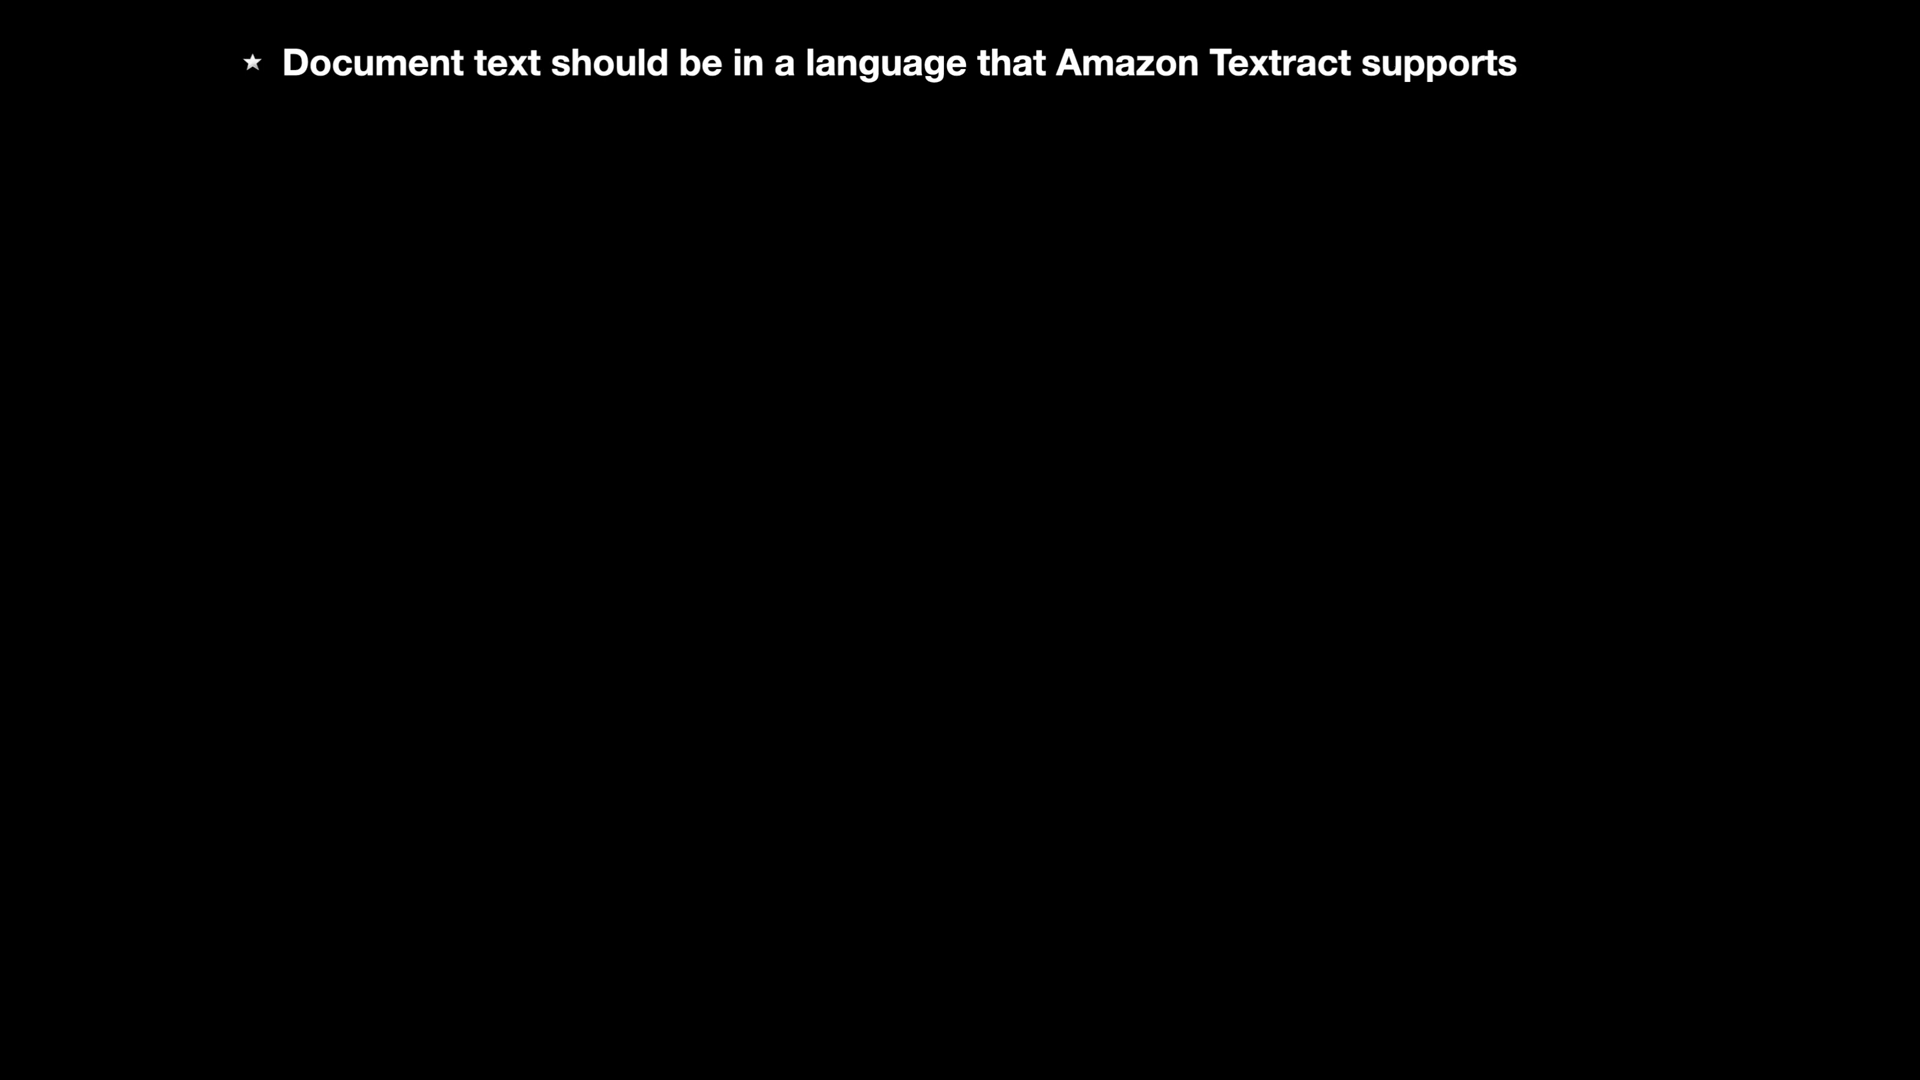 ★ Document text should be in a language that Amazon Textract supports